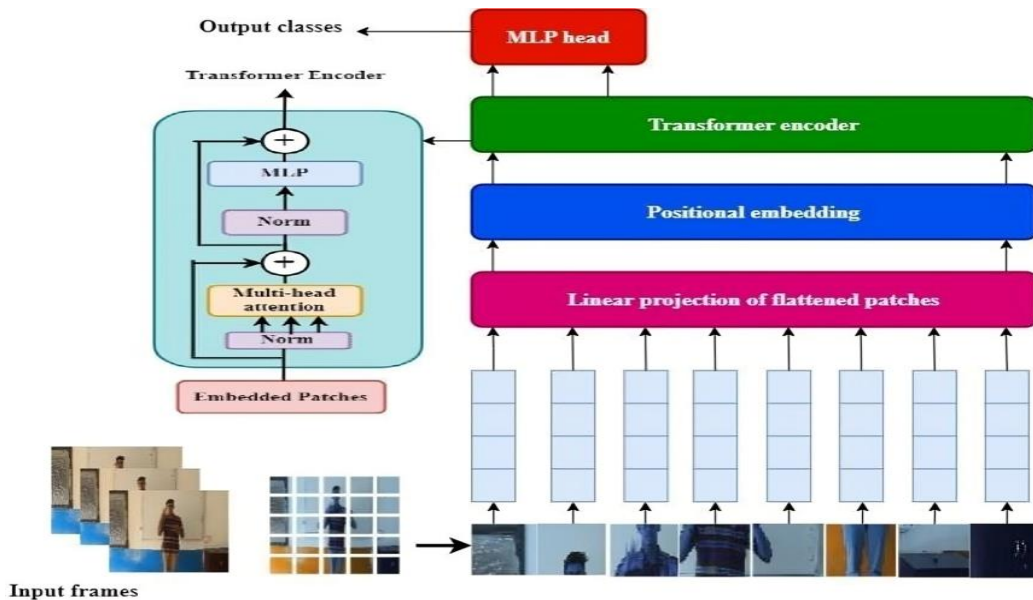 Output classes
MLP head
Transformer Encoder
Transformer encoder
MLP
Positional embedding
Norm
Multi-head
attention
Linear projection of flattened patches
Norm
Embedded Patches
Input frames